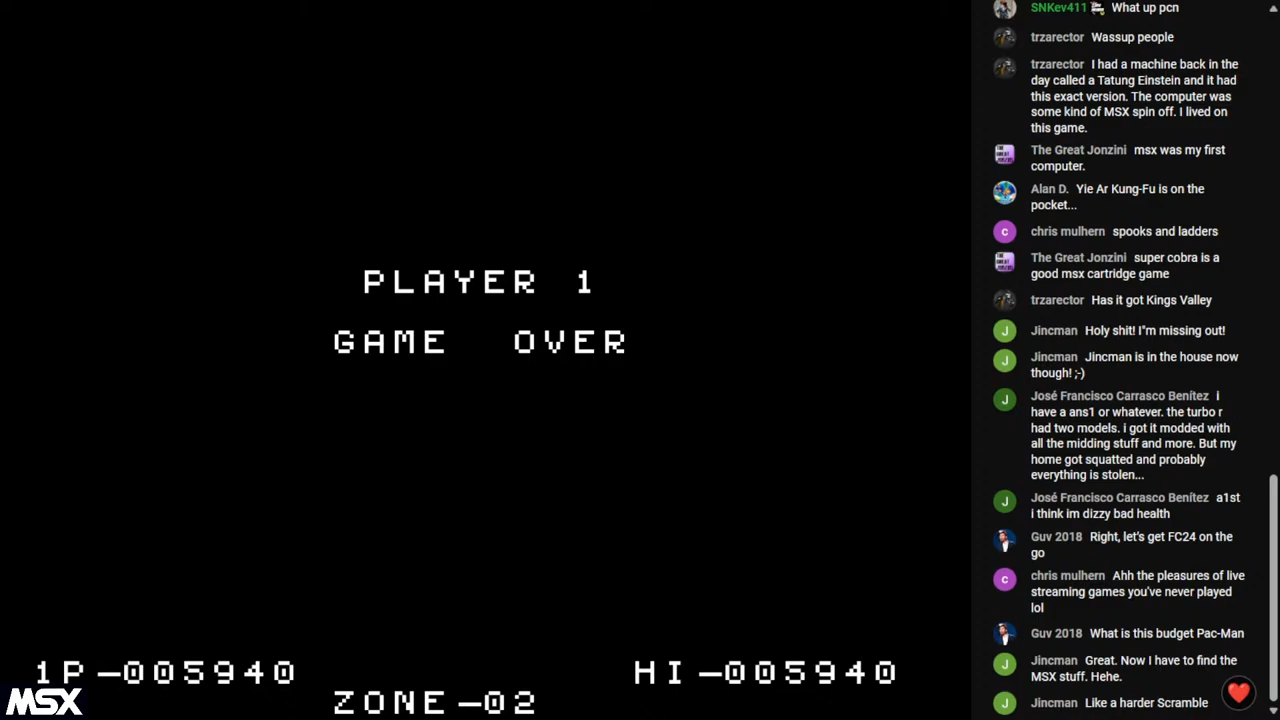 PLAYER 1
GAME OVER
1P-005940
HI-005940
ZONE-02
MSX
SNKev411 What up pcn
trzarector Wassup people
trzarector I had a machine back in the
day called a Tatung Einstein and it had
this exact version. The computer was
some kind of MSX spin off. I lived on
this game.
The Great Jonzini msx was my first
computer.
Alan D. Yie Ar Kung-Fu is on the
pocket...
chris mulhern spooks and ladders
The Great Jonzini super cobra is a
good msx cartridge game
trzarector Has it got Kings Valley
Jincman Holy shit! I"m missing out!
Jincman Jincman is in the house now
though! ;-)
José Francisco Carrasco Benítez i
have a ans1 or whatever. the turbo r
had two models. i got it modded with
all the midding stuff and more. But my
home got squatted and probably
everything is stolen...
José Francisco Carrasco Benítez a1st
i think im dizzy bad health
Guv 2018 Right, let's get FC24 on the
go
chris mulhern Ahh the pleasures of live
streaming games you've never played
lol
Guv 2018 What is this budget Pac-Man
Jincman Great. Now I have to find the
MSX stuff. Hehe.
Jincman Like a harder Scramble